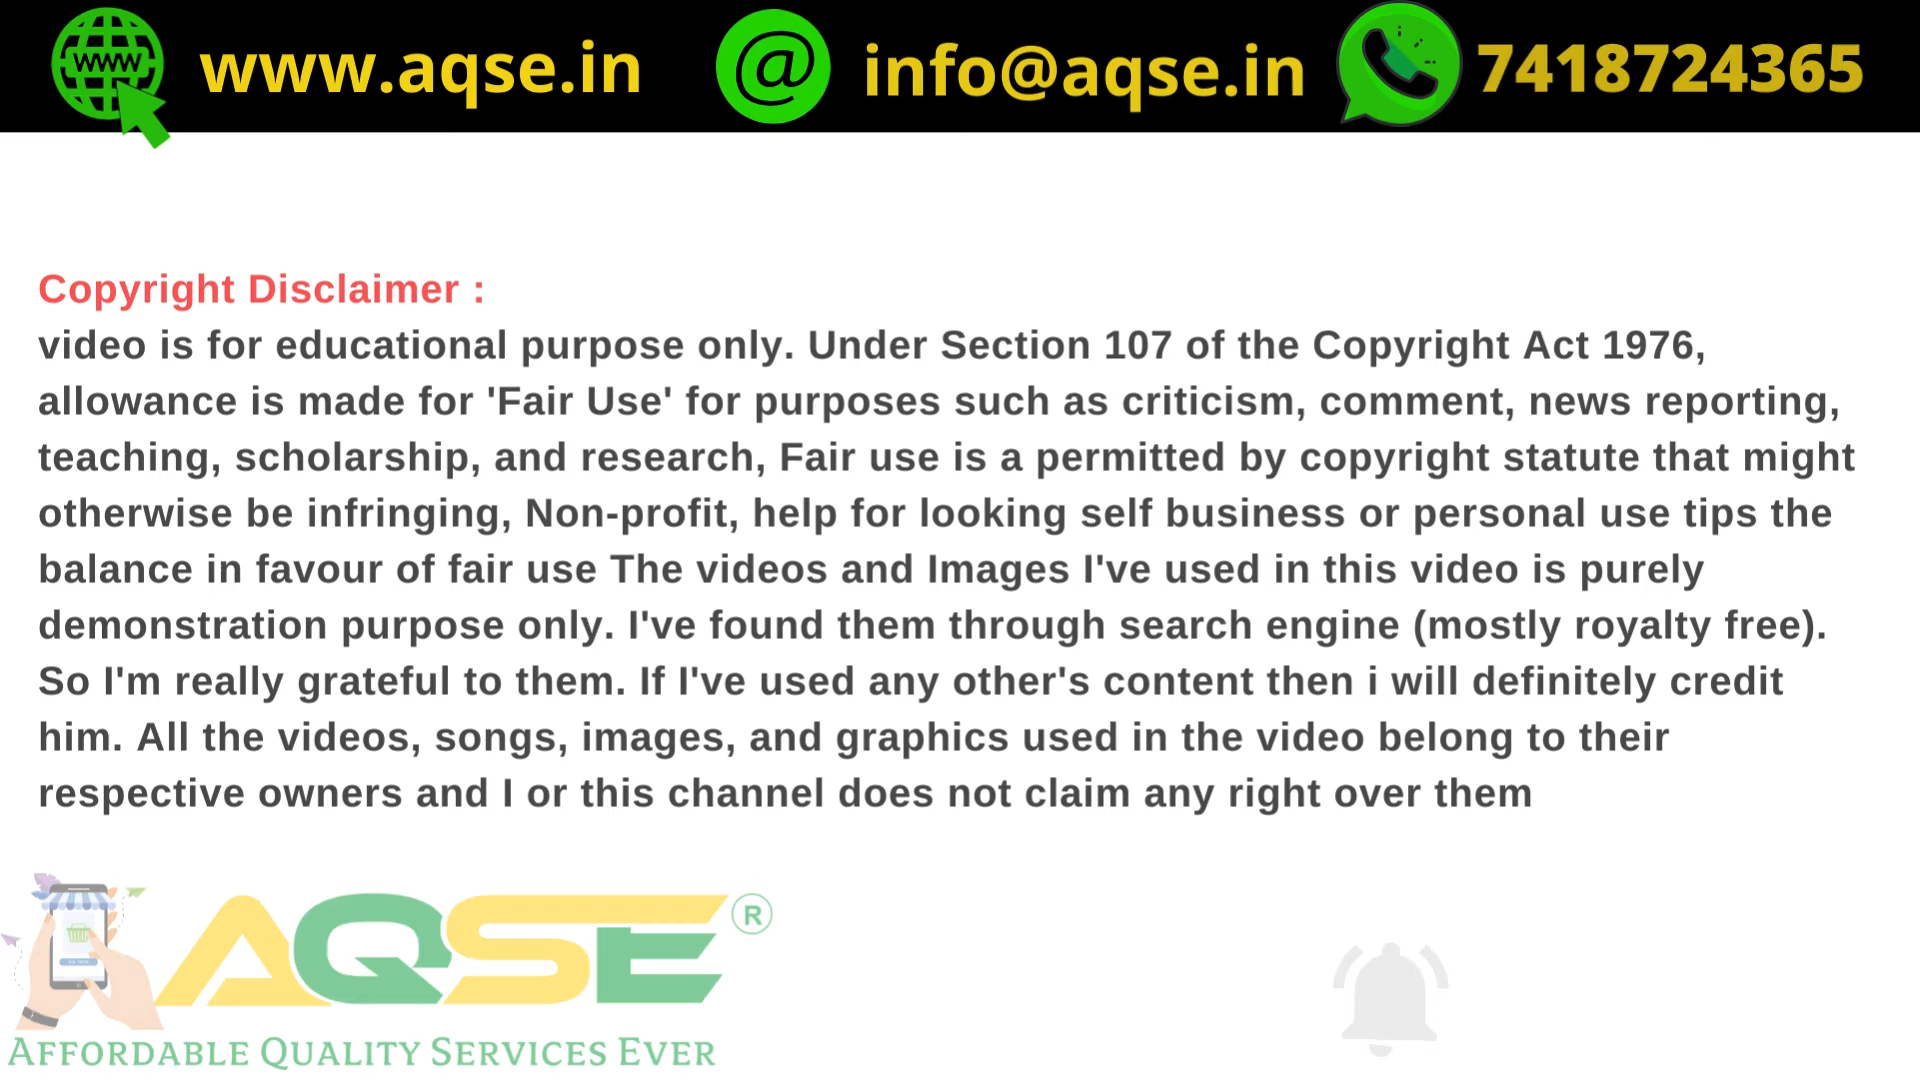 www
www.aqse.in
@
info@aqse.in
7418724365
Copyright Disclaimer :
video is for educational purpose only. Under Section 107 of the Copyright Act 1976,
allowance is made for 'Fair Use' for purposes such as criticism, comment, news reporting,
teaching, scholarship, and research, Fair use is a permitted by copyright statute that might
otherwise be infringing, Non-profit, help for looking self business or personal use tips the
balance in favour of fair use The videos and Images I've used in this video is purely
demonstration purpose only. I've found them through search engine (mostly royalty free).
So I'm really grateful to them. If I've used any other's content then i will definitely credit
him. All the videos, songs, images, and graphics used in the video belong to their
respective owners and I or this channel does not claim any right over them
AQSE ®
AFFORDABLE QUALITY SERVICES EVER